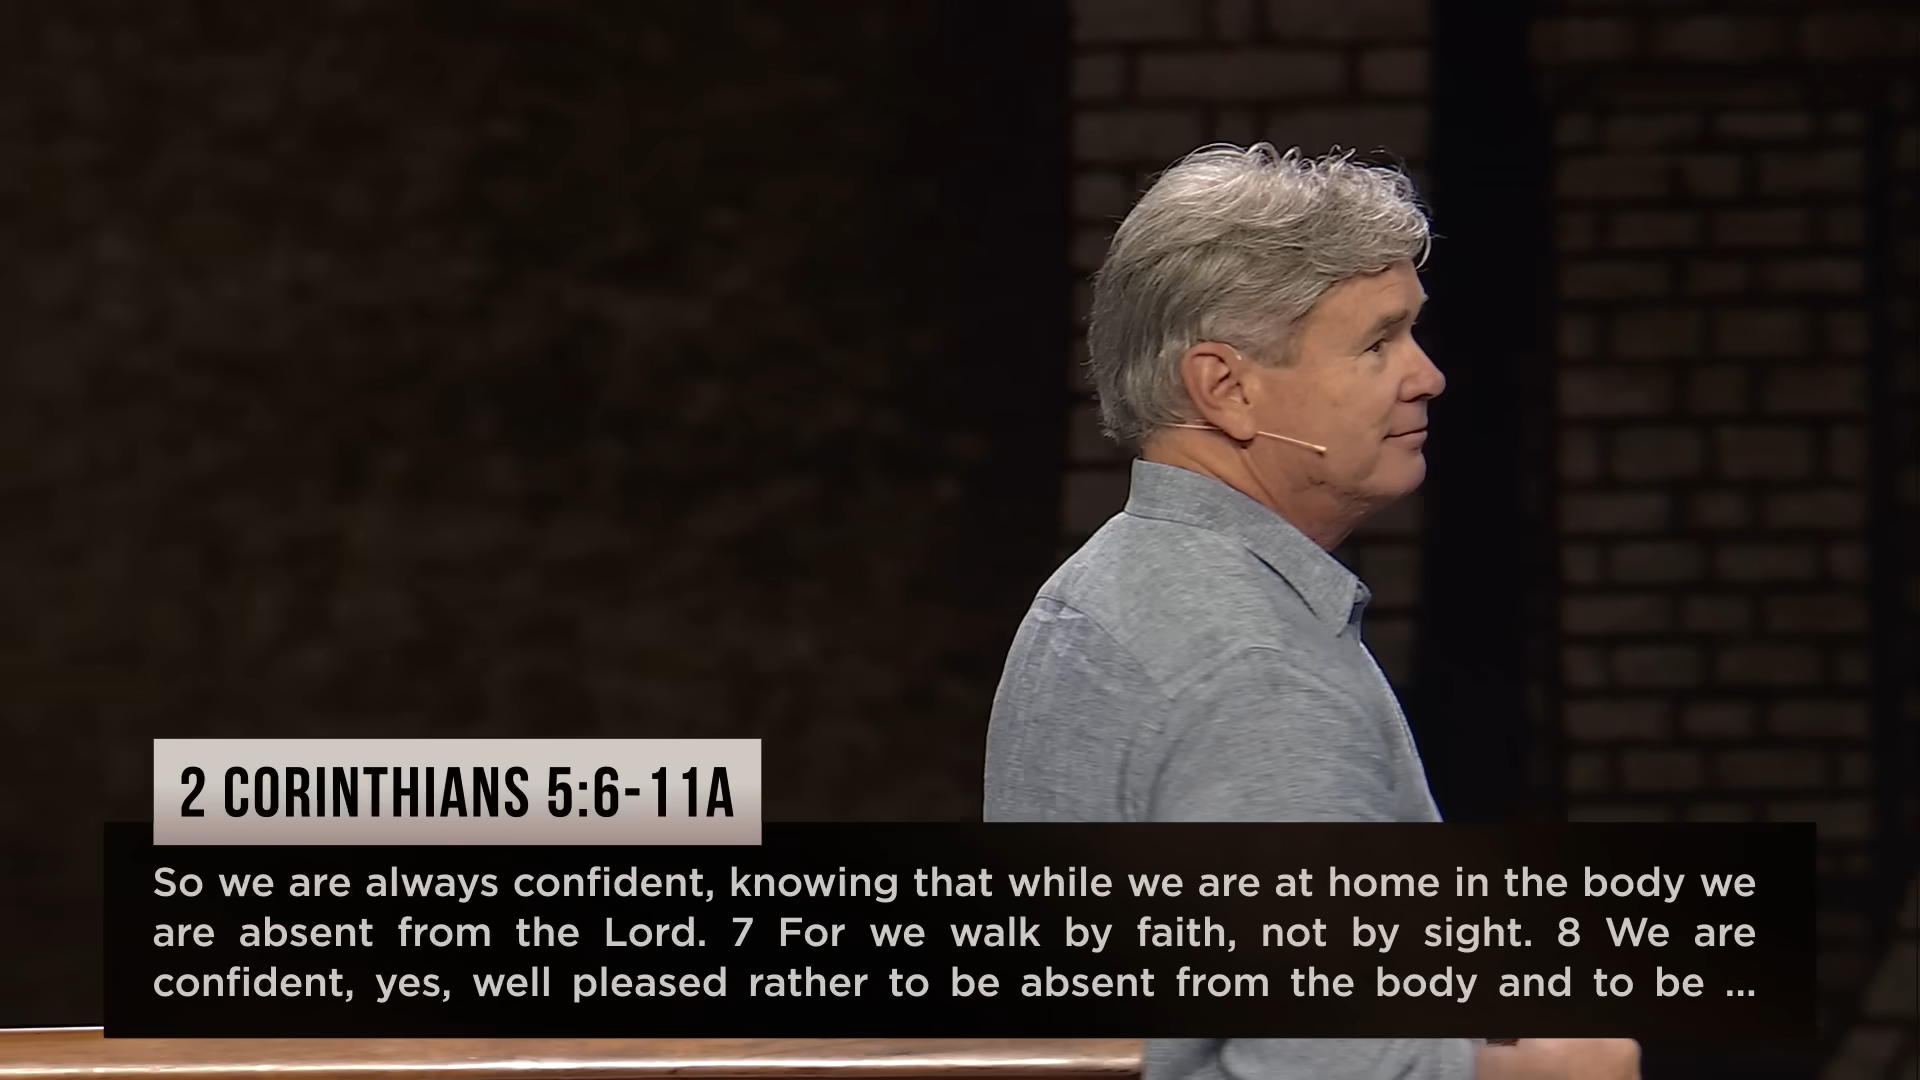 2 CORINTHIANS 5:6-11A
So we are always confident, knowing that while we are at home in the body we
are absent from the Lord. 7 For we walk by faith, not by sight. 8 We are
confident, yes, well pleased rather to be absent from the body and to be ...